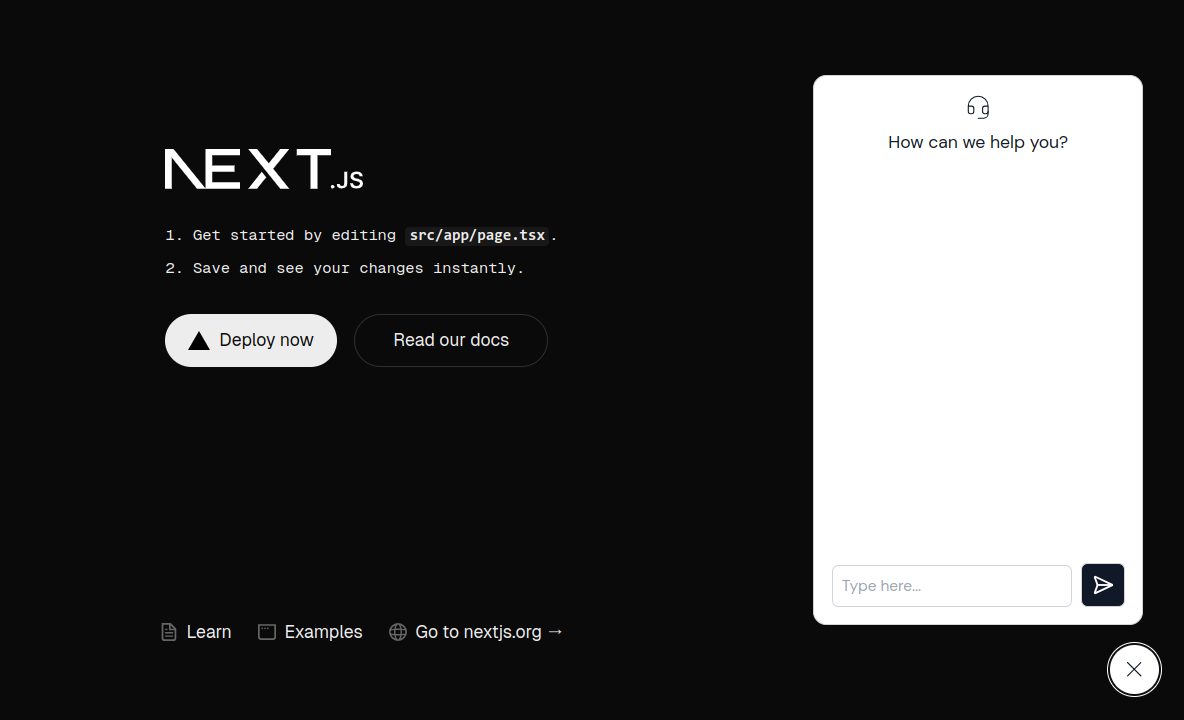 NEXT.JS
1. Get started by editing src/app/page.tsx.
2. Save and see your changes instantly.
Deploy now
Read our docs
Learn
Examples
Go to nextjs.org →
How can we help you?
Type here...